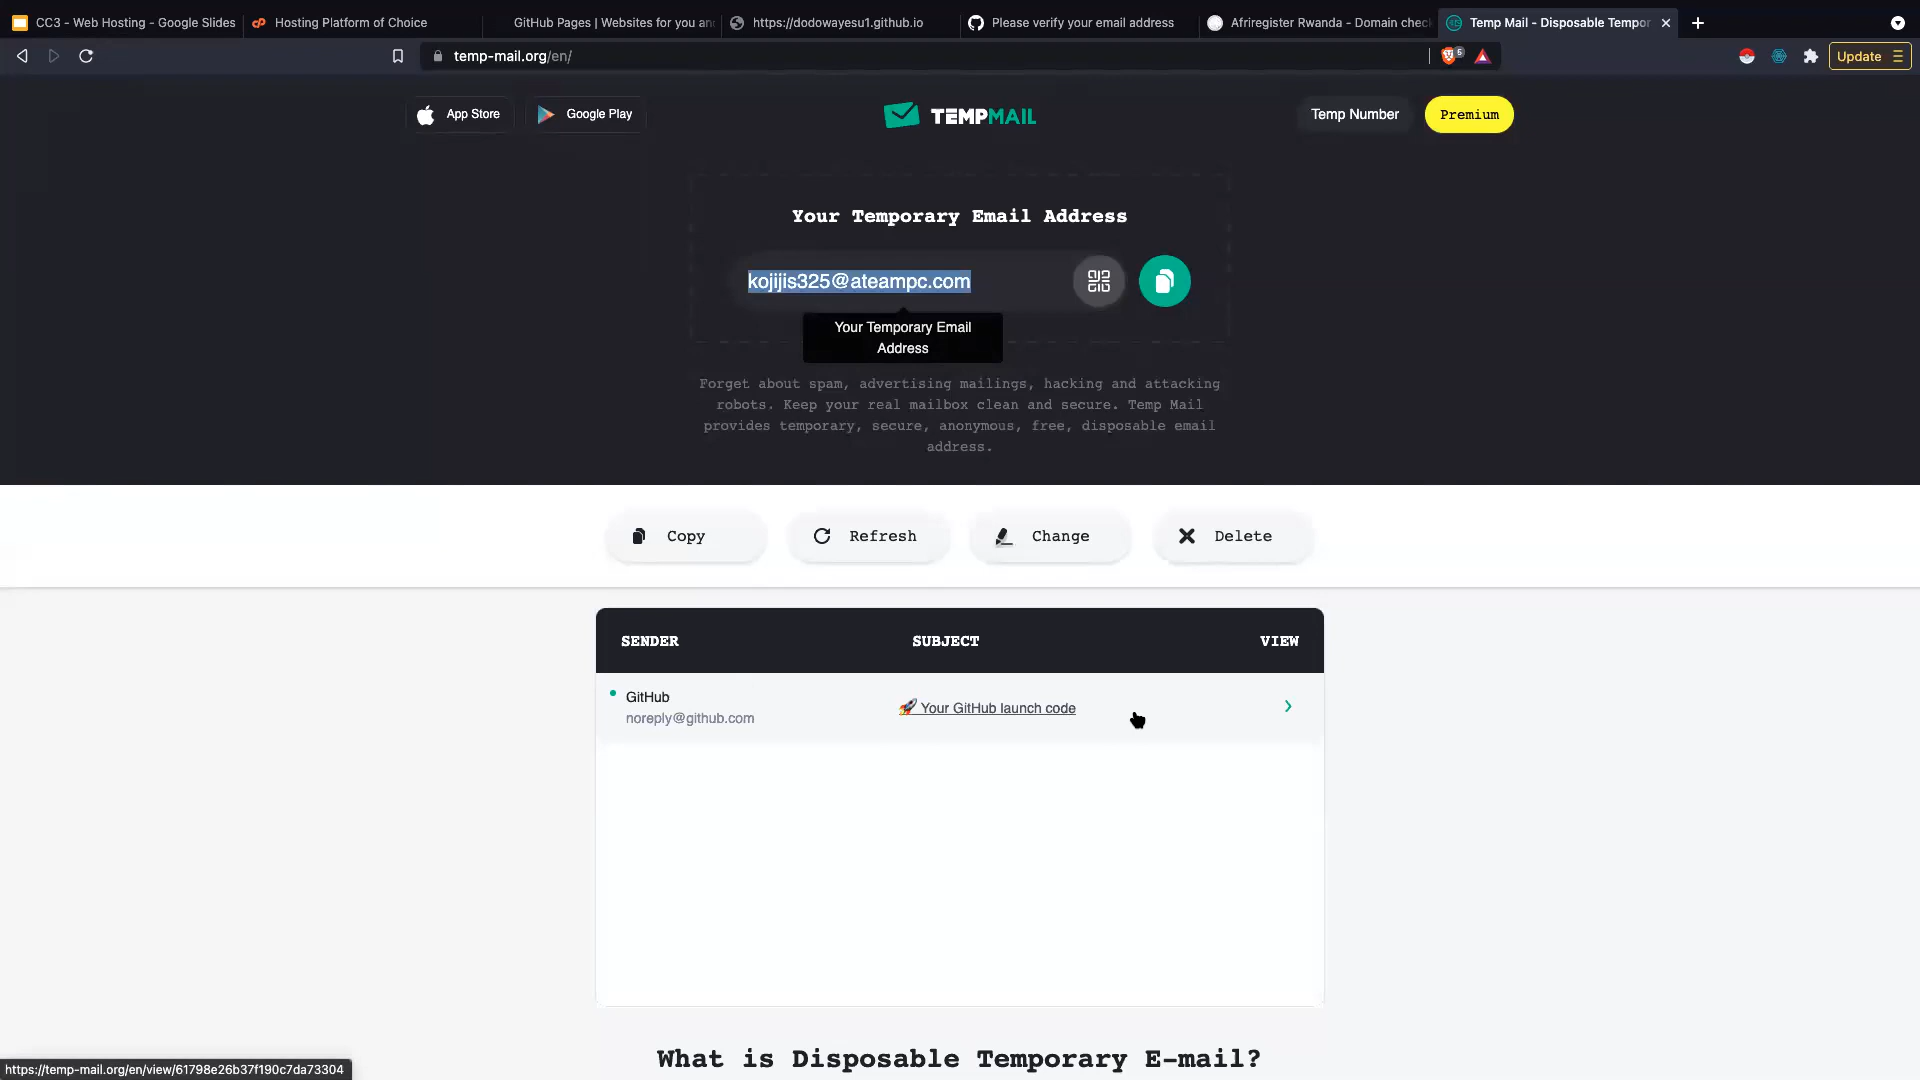 CC3 - Web Hosting - Google Slides
Hosting Platform of Choice
GitHub Pages | Websites for you an
https://dodowayesu1.github.io
Please verify your email address
Afriregister Rwanda - Domain chec
Temp Mail - Disposable Tempor
temp-mail.org/en/
5
Update
App Store
Google Play
TEMPMAIL
Temp Number
Premium
Your Temporary Email Address
kojijis325@ateampc.com
Your Temporary Email
Address
Forget about spam, advertising mailings, hacking and attacking
robots. Keep your real mailbox clean and secure. Temp Mail
provides temporary, secure, anonymous, free, disposable email
address.
Copy
Refresh
Change
Delete
SENDER
SUBJECT
VIEW
GitHub
noreply@github.com
🚀 Your GitHub launch code
What is Disposable Temporary E-mail?
https://temp-mail.org/en/view/61798e26b37f190c7da73304